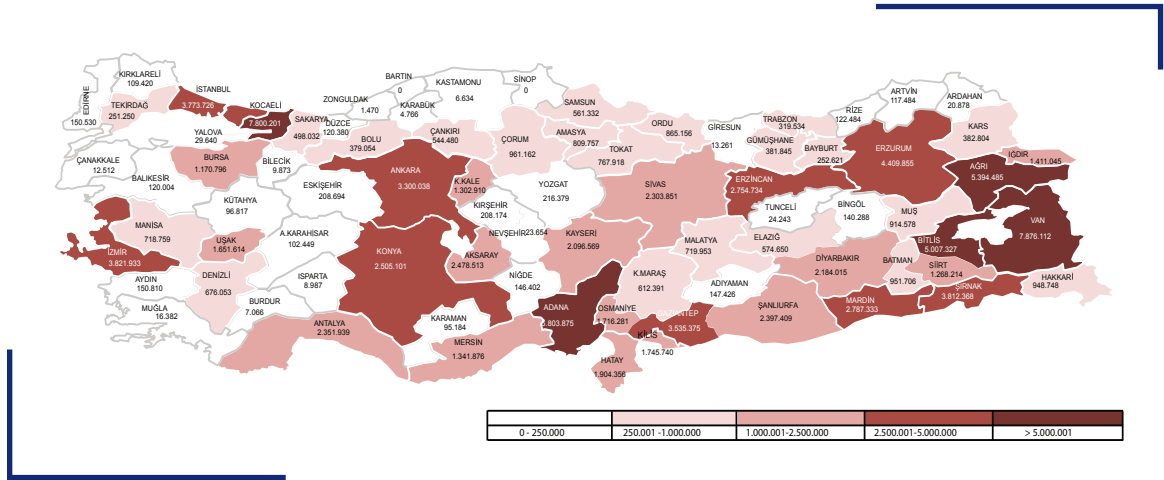 KIRKLARELİ
109.420
EDİRNE
150.530
TEKİRDAĞ
251.250
İSTANBUL
3.773.726
KOCAELİ
7.800.201
YALOVA
29.640
SAKARYA
498.032
DÜZCE
120.380
ZONGULDAK
1.470
BARTIN
0
KARABÜK
4.766
KASTAMONU
6.634
SİNOP
0
SAMSUN
561.332
ORDU
865.156
GİRESUN
13.261
TRABZON
319.534
GÜMÜŞHANE
381.845
BAYBURT
252.621
RİZE
122.484
ARTVİN
117.484
ARDAHAN
20.878
KARS
382.804
IĞDIR
1.411.045
AĞRI
5.394.485
ERZURUM
4.409.855
ERZİNCAN
2.754.734
ÇANAKKALE
12.512
BALIKESİR
120.004
BURSA
1.170.796
BİLECİK
9.873
BOLU
379.054
ÇANKIRI
544.480
ÇORUM
961.162
AMASYA
809.757
TOKAT
767.918
ANKARA
3.300.038
K.KALE
1.302.910
KIRŞEHİR
208.174
YOZGAT
216.379
SİVAS
2.303.851
ESKİŞEHİR
208.694
KÜTAHYA
96.817
MANİSA
718.759
UŞAK
1.651.614
A.KARAHİSAR
102.449
İZMİR
3.821.933
AYDIN
150.810
DENİZLİ
676.053
MUĞLA
16.382
BURDUR
7.066
ISPARTA
8.987
ANTALYA
2.351.939
KONYA
2.505.101
KARAMAN
95.184
MERSİN
1.341.876
AKSARAY
2.478.513
NEVŞEHİR
23.654
NİĞDE
146.402
KAYSERİ
2.096.569
ADANA
.803.875
OSMANİYE
1.716.281
HATAY
1.904.356
K.MARAŞ
612.391
GAZİANTEP
3.535.375
KİLİS
1.745.740
MALATYA
719.953
ADIYAMAN
147.426
ŞANLIURFA
2.397.409
ELAZIĞ
574.650
TUNCELİ
24.243
BİNGÖL
140.288
MUŞ
914.578
DİYARBAKIR
2.184.015
BATMAN
951.706
MARDİN
2.787.333
SİİRT
1.268.214
ŞIRNAK
3.812.368
BİTLİS
5.007.327
VAN
7.876.112
HAKKARİ
948.748
0 - 250.000
250.001 -1.000.000
1.000.001-2.500.000
2.500.001-5.000.000
> 5.000.001